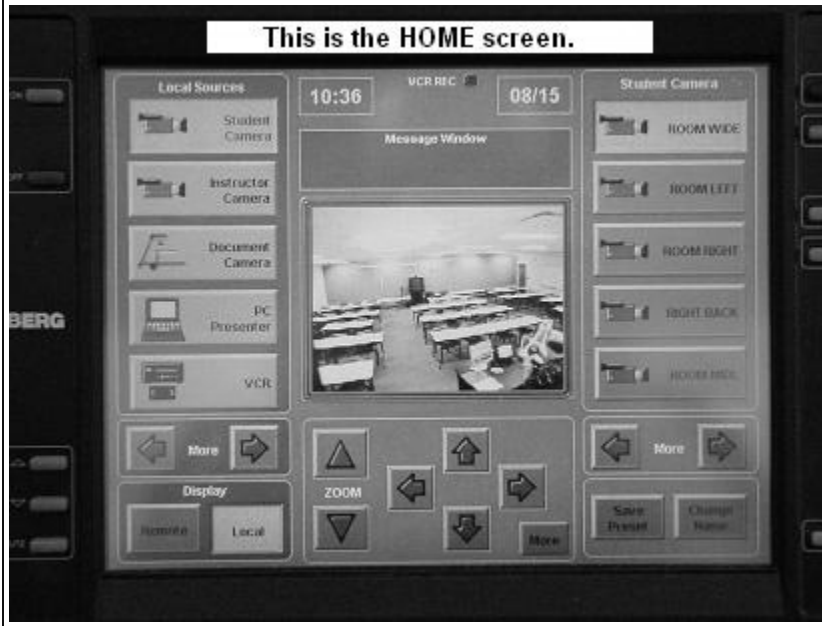 This is the HOME screen.
Local Sources
Student
Camera
Instructor
Camera
Document
Camera
PC
Presenter
VCR
More
Display
Remote
Local
10:36
VCR REC
08/15
Message Window
ZOOM
More
Student Camera
ROOM WIDE
ROOM LEFT
ROOM RIGHT
RIGHT BACK
ROOM
More
Save
Preset
Change
Name
BERG